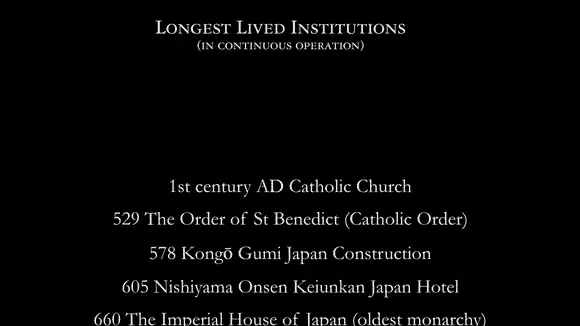 Longest Lived Institutions
(in continuous operation)
1st century AD Catholic Church
529 The Order of St Benedict (Catholic Order)
578 Kongō Gumi Japan Construction
605 Nishiyama Onsen Keiunkan Japan Hotel
660 The Imperial House of Japan (oldest monarchy)